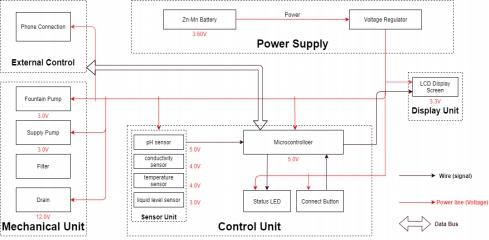 Phone Connection
External Control
Zn-Mn Battery
3.60V
Power
Voltage Regulator
Power Supply
LCD Display
Screen
3.3V
Display Unit
Fountain Pump
3.0V
Supply Pump
3.0V
Filter
Drain
12.0V
Mechanical Unit
pH sensor
5.0V
conductivity
sensor
4.0V
temperature
sensor
4.0V
liquid level sensor
3.0V
Sensor Unit
Microcontrolloer
5.0V
Status LED
Connect Button
Control Unit
Wire (signal)
Power line (Voltage)
Data Bus